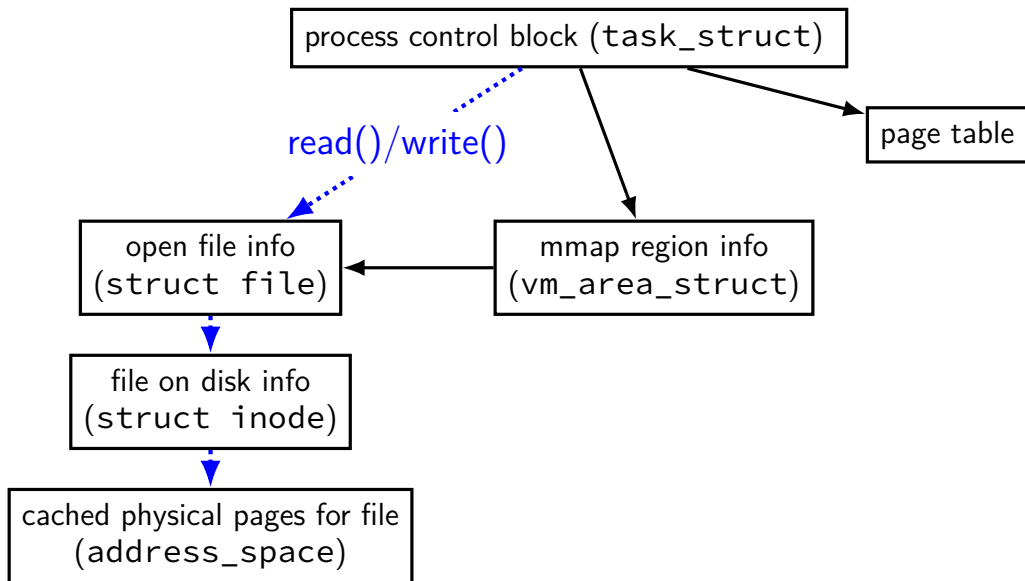 process control block (task_struct)
page table
read()/write()
open file info
(struct file)
mmap region info
(vm_area_struct)
file on disk info
(struct inode)
cached physical pages for file
(address_space)